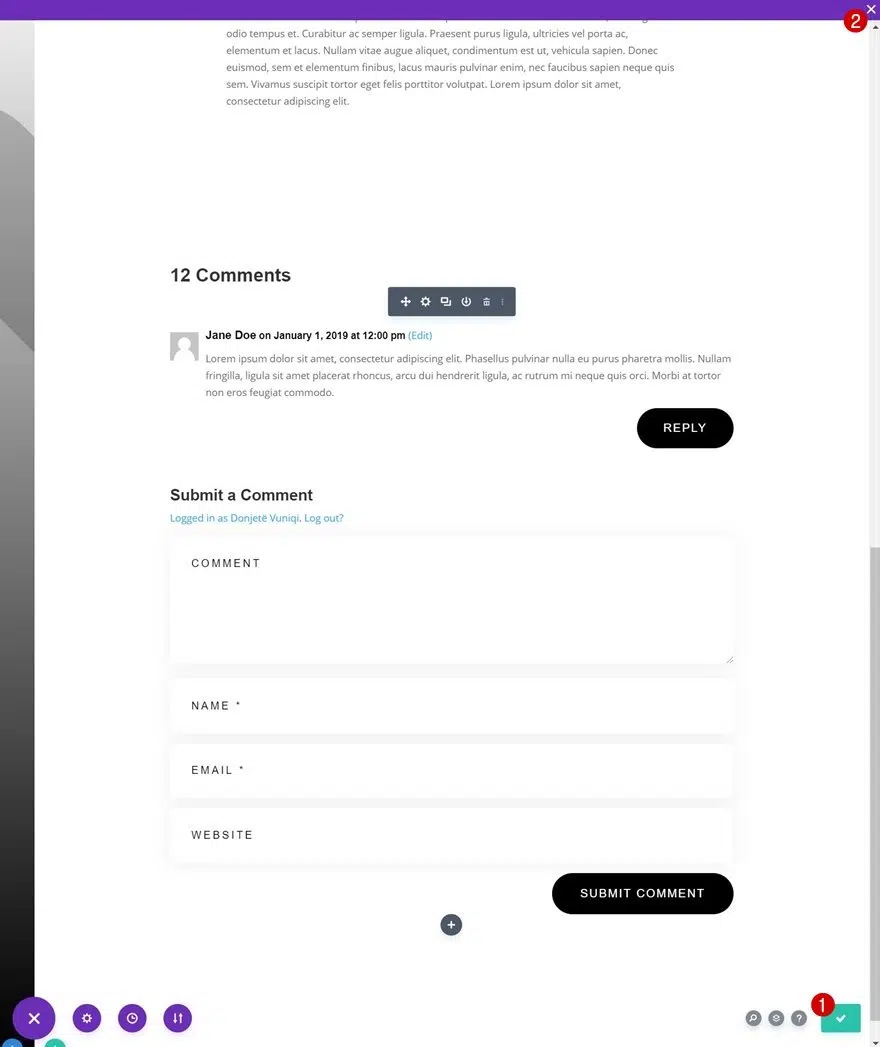 2
odio tempus et. Curabitur ac semper ligula. Praesent purus ligula, ultricies vel porta ac,
elementum et lacus. Nullam vitae augue aliquet, condimentum est ut, vehicula sapien. Donec
euismod, sem et elementum finibus, lacus mauris pulvinar enim, nec faucibus sapien neque quis
sem. Vivamus suscipit tortor eget felis porttitor volutpat. Lorem ipsum dolor sit amet,
consectetur adipiscing elit.
12 Comments
Jane Doe on January 1, 2019 at 12:00 pm (Edit)
Lorem ipsum dolor sit amet, consectetur adipiscing elit. Phasellus pulvinar nulla eu purus pharetra mollis. Nullam
fringilla, ligula sit amet placerat rhoncus, arcu dui hendrerit ligula, ac rutrum mi neque quis orci. Morbi at tortor
non eros feugiat commodo.
REPLY
Submit a Comment
Logged in as Donjetë Vuniqi. Log out?
COMMENT
NAME *
EMAIL *
WEBSITE
SUBMIT COMMENT
1
?